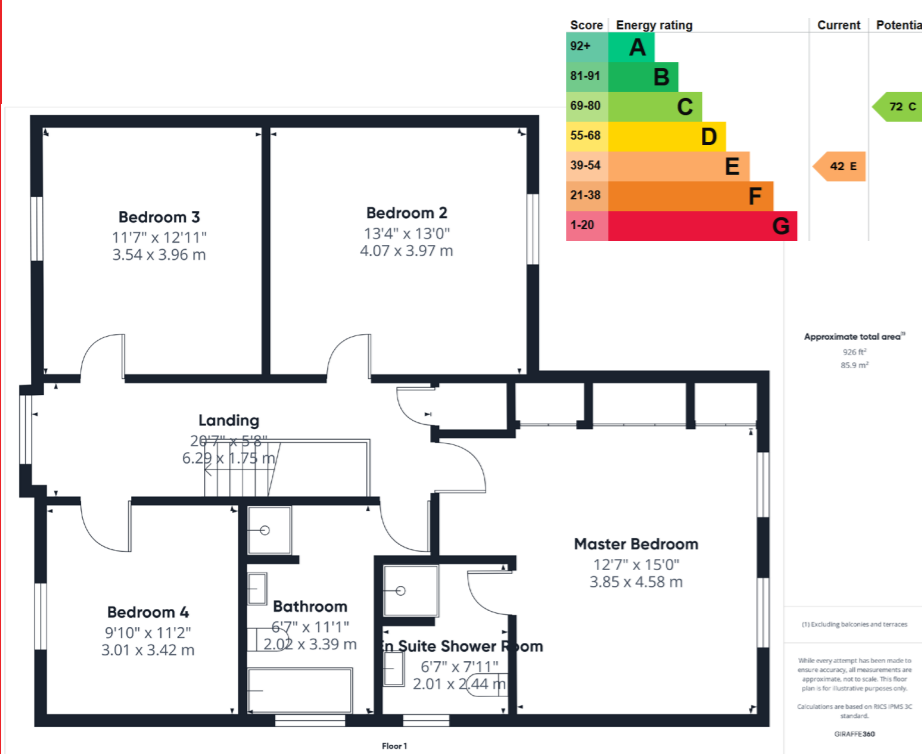 Score Energy rating Current Potentia
92+ A
81-91 B
69-80 C 72 C
55-68 D
39-54 E 42 E
21-38 F
1-20 G
Bedroom 3
11'7" x 12'11"
3.54 x 3.96 m
Bedroom 2
13'4" x 13'0"
4.07 x 3.97 m
Approximate total area⁽¹⁾
926 ft²
85.9 m²
Landing
20'7" x 5'8"
6.29 x 1.75 m
Master Bedroom
12'7" x 15'0"
3.85 x 4.58 m
Bedroom 4
9'10" x 11'2"
3.01 x 3.42 m
Bathroom
6'7" x 11'1"
2.02 x 3.39 m
En Suite Shower Room
6'7" x 7'11"
2.01 x 2.44 m
(1) Excluding balconies and terraces
While every attempt has been made to
ensure accuracy, all measurements are
approximate, not to scale. This floor
plan is for illustrative purposes only.
Calculations are based on RICS IPMS 3C
standard.
GIRAFFE360
Floor 1